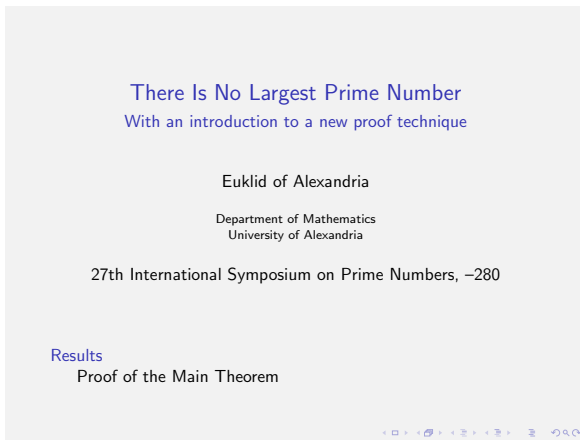 There Is No Largest Prime Number
With an introduction to a new proof technique
Euklid of Alexandria
Department of Mathematics
University of Alexandria
27th International Symposium on Prime Numbers, –280
Results
Proof of the Main Theorem